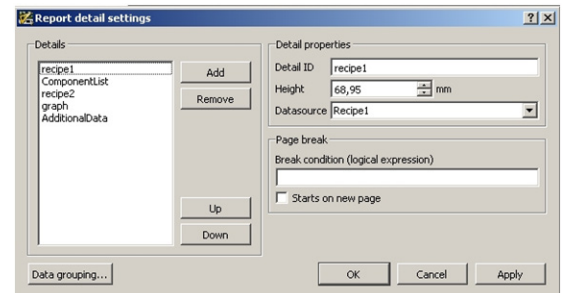 Report detail settings
Details
recipe1
ComponentList
recipe2
graph
AdditionalData
Add
Remove
Up
Down
Detail properties
Detail ID recipe1
Height 68,95 mm
Datasource Recipe1
Page break
Break condition (logical expression)
Starts on new page
Data grouping...
OK Cancel Apply